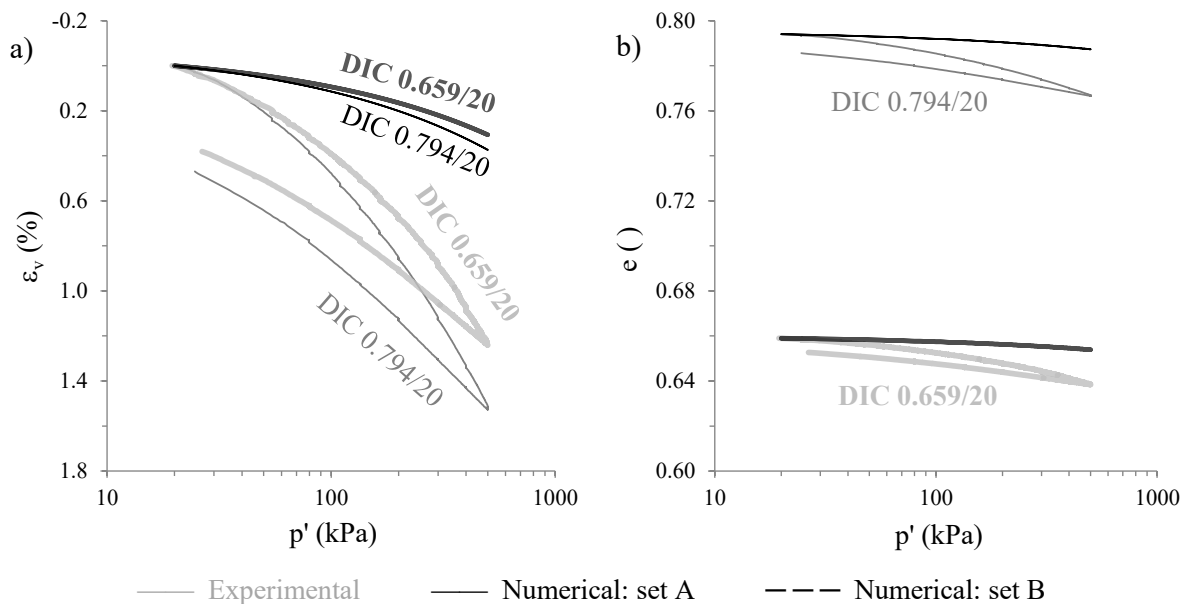 a)
-0.2
0.2
0.6
1.0
1.4
1.8
εv (%)
10
100
1000
p' (kPa)
DIC 0.659/20
DIC 0.794/20
DIC 0.659/20
DIC 0.794/20
b)
0.80
0.76
0.72
0.68
0.64
0.60
e ( )
10
100
1000
p' (kPa)
DIC 0.794/20
DIC 0.659/20
Experimental
Numerical: set A
Numerical: set B